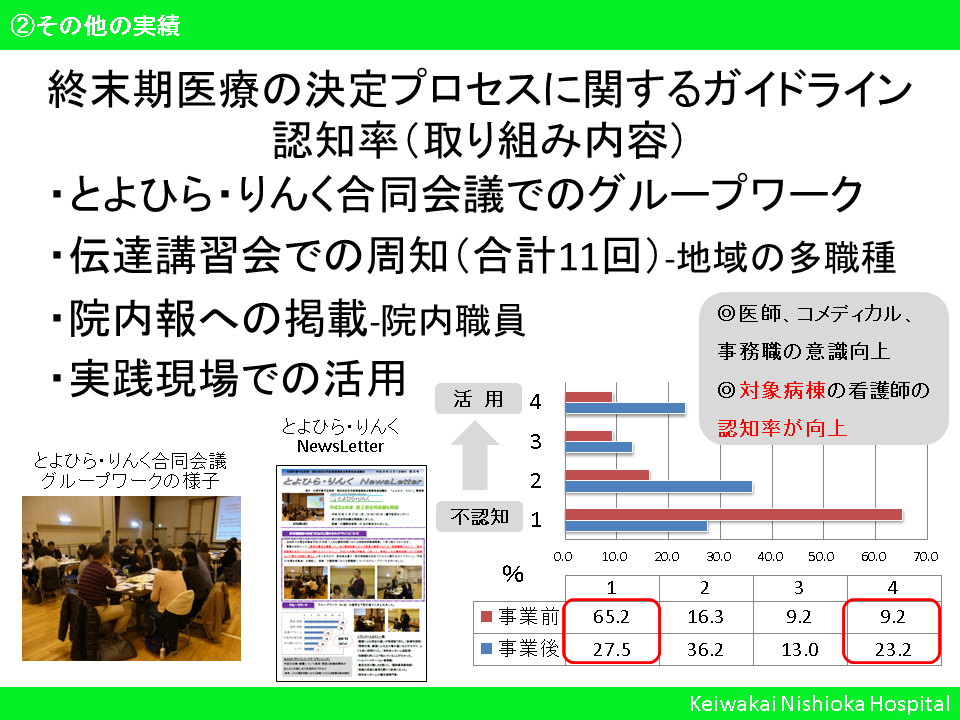 ②その他の実績
終末期医療の決定プロセスに関するガイドライン
認知率（取り組み内容）
・とよひら・りんく合同会議でのグループワーク
・伝達講習会での周知（合計11回）-地域の多職種
・院内報への掲載-院内職員
・実践現場での活用
◎医師、コメディカル、
事務職の意識向上
◎対象病棟の看護師の
認知率が向上
とよひら・りんく合同会議
グループワークの様子
とよひら・りんく
NewsLetter
とよひら・りんく NewsLetter
活 用
不認知
4
3
2
1
0.0 10.0 20.0 30.0 40.0 50.0 60.0 70.0
%
1 2 3 4
事業前 65.2 16.3 9.2 9.2
事業後 27.5 36.2 13.0 23.2
Keiwakai Nishioka Hospital